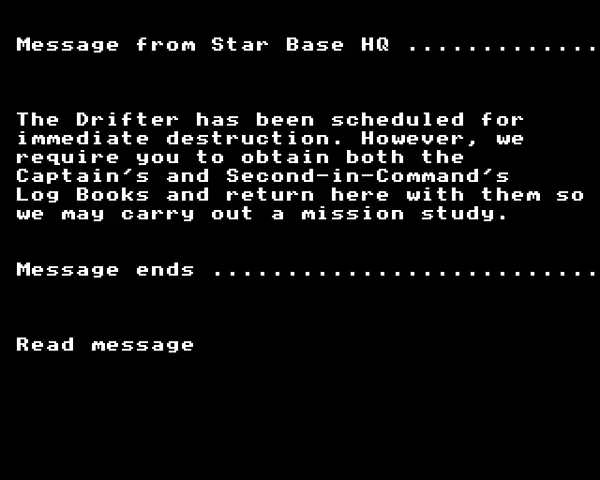 Message from Star Base HQ .............
The Drifter has been scheduled for
immediate destruction. However, we
require you to obtain both the
Captain's and Second-in-Command's
Log Books and return here with them so
we may carry out a mission study.
Message ends ..........................
Read message